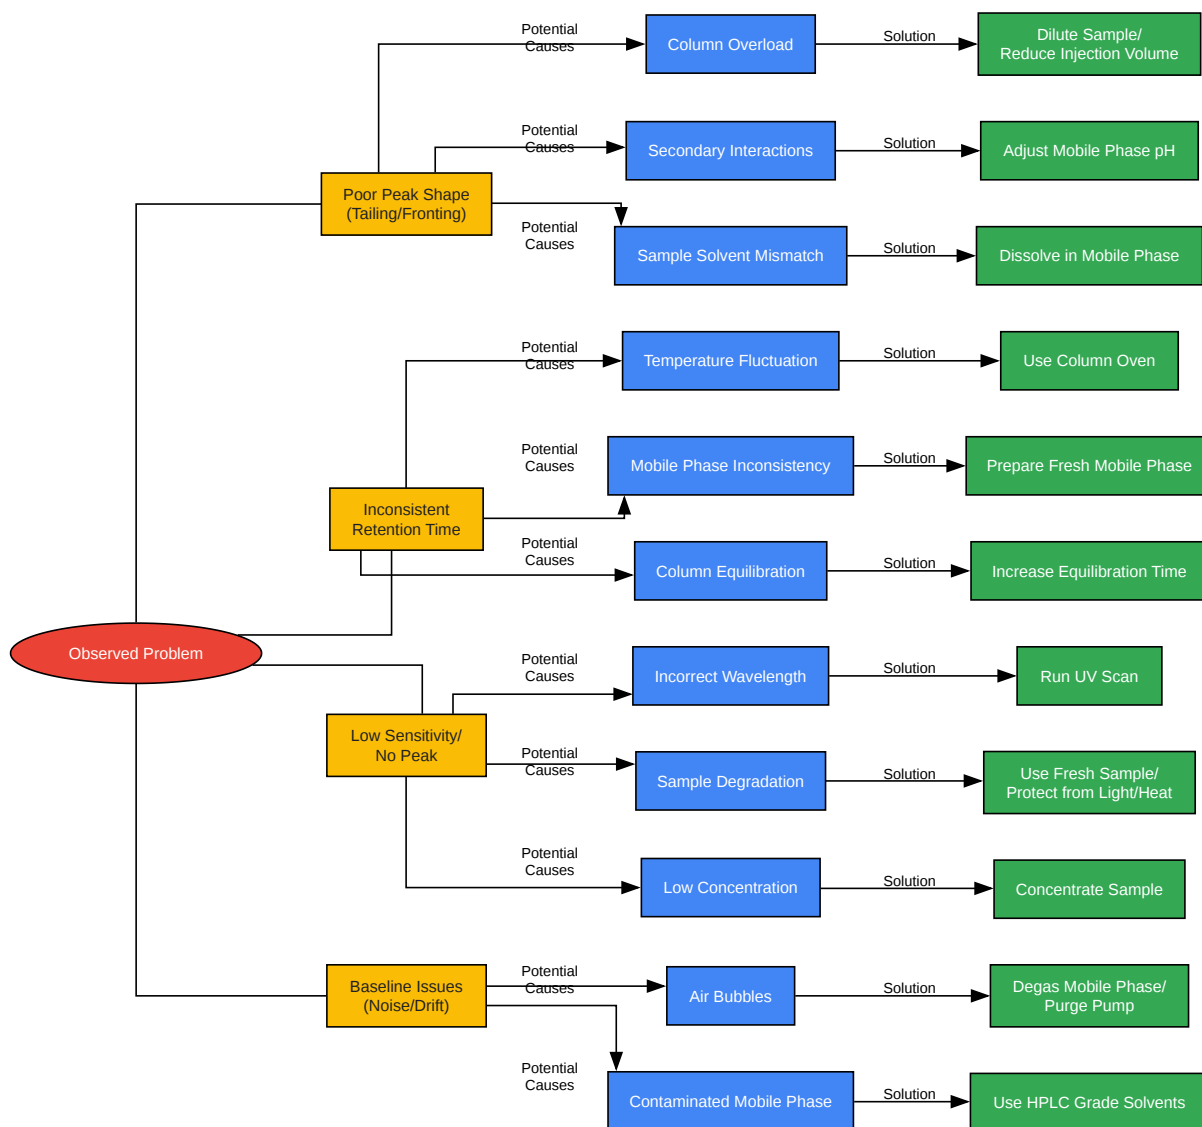 Potential
Causes
Column Overload
Solution
Dilute Sample/
Reduce Injection Volume
Potential
Causes
Secondary Interactions
Solution
Adjust Mobile Phase pH
Poor Peak Shape
(Tailing/Fronting)
Potential
Causes
Sample Solvent Mismatch
Solution
Dissolve in Mobile Phase
Potential
Causes
Temperature Fluctuation
Solution
Use Column Oven
Potential
Causes
Mobile Phase Inconsistency
Solution
Prepare Fresh Mobile Phase
Inconsistent
Retention Time
Potential
Causes
Column Equilibration
Solution
Increase Equilibration Time
Observed Problem
Potential
Causes
Incorrect Wavelength
Solution
Run UV Scan
Low Sensitivity/
No Peak
Potential
Causes
Sample Degradation
Solution
Use Fresh Sample/
Protect from Light/Heat
Potential
Causes
Low Concentration
Solution
Concentrate Sample
Baseline Issues
(Noise/Drift)
Potential
Causes
Air Bubbles
Solution
Degas Mobile Phase/
Purge Pump
Potential
Causes
Contaminated Mobile Phase
Solution
Use HPLC Grade Solvents